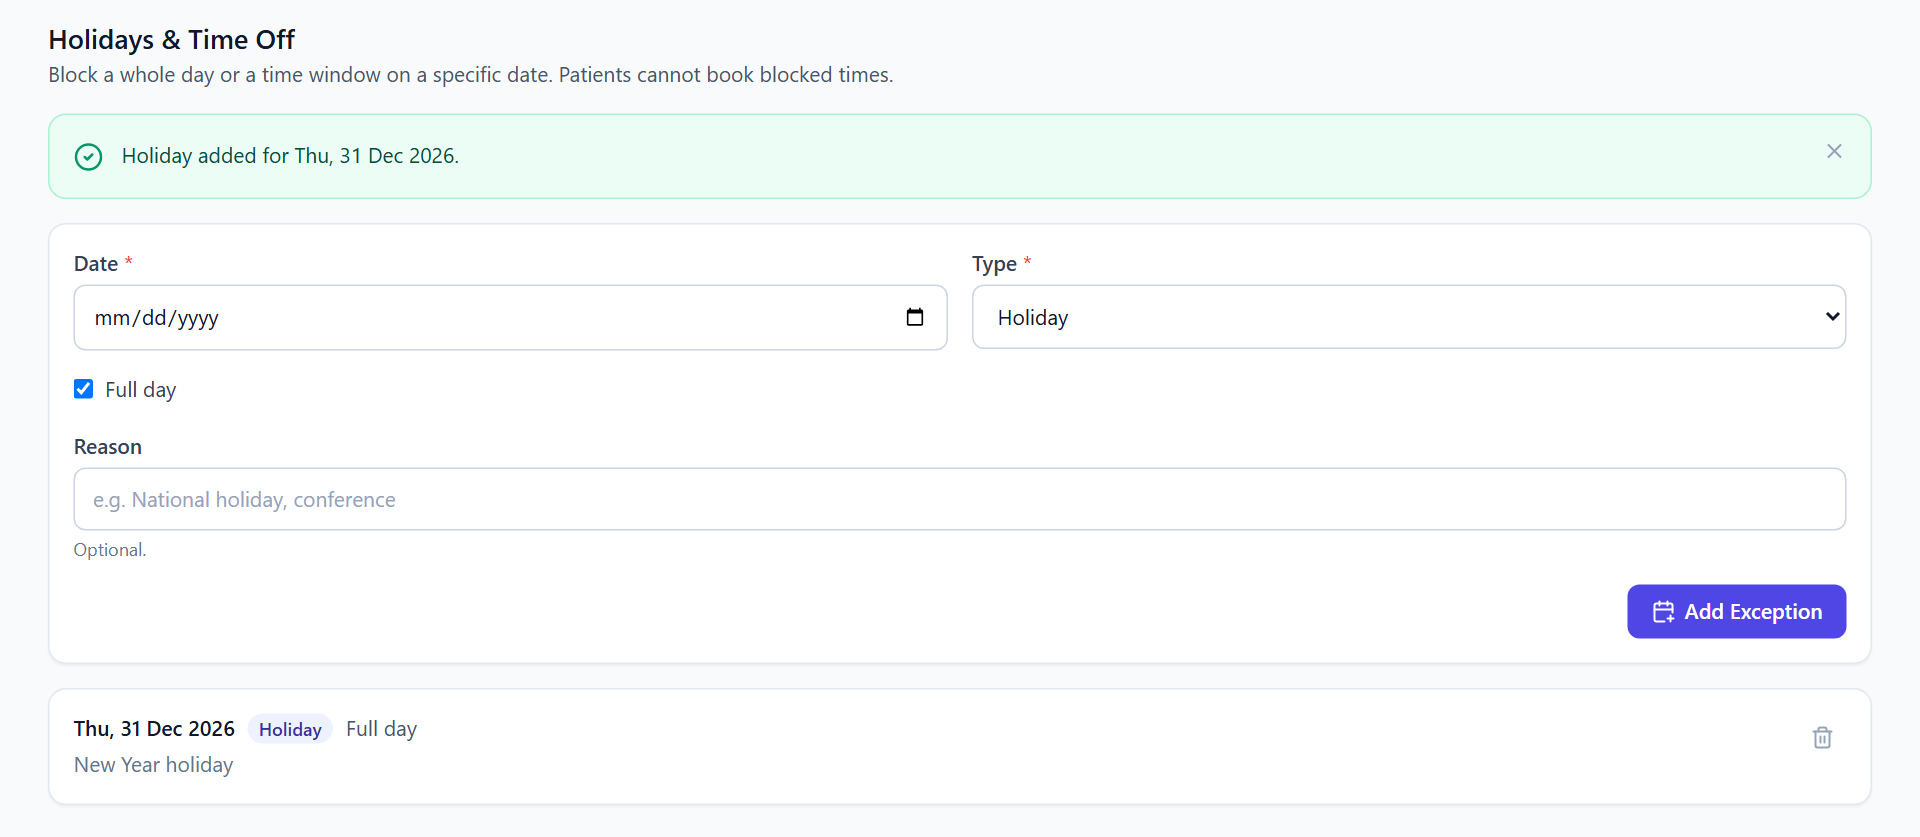 Holidays & Time Off
Block a whole day or a time window on a specific date. Patients cannot book blocked times.
Holiday added for Thu, 31 Dec 2026.
Date *
Type *
mm/dd/yyyy
Holiday
Full day
Reason
e.g. National holiday, conference
Optional.
Add Exception
Thu, 31 Dec 2026 Holiday Full day
New Year holiday